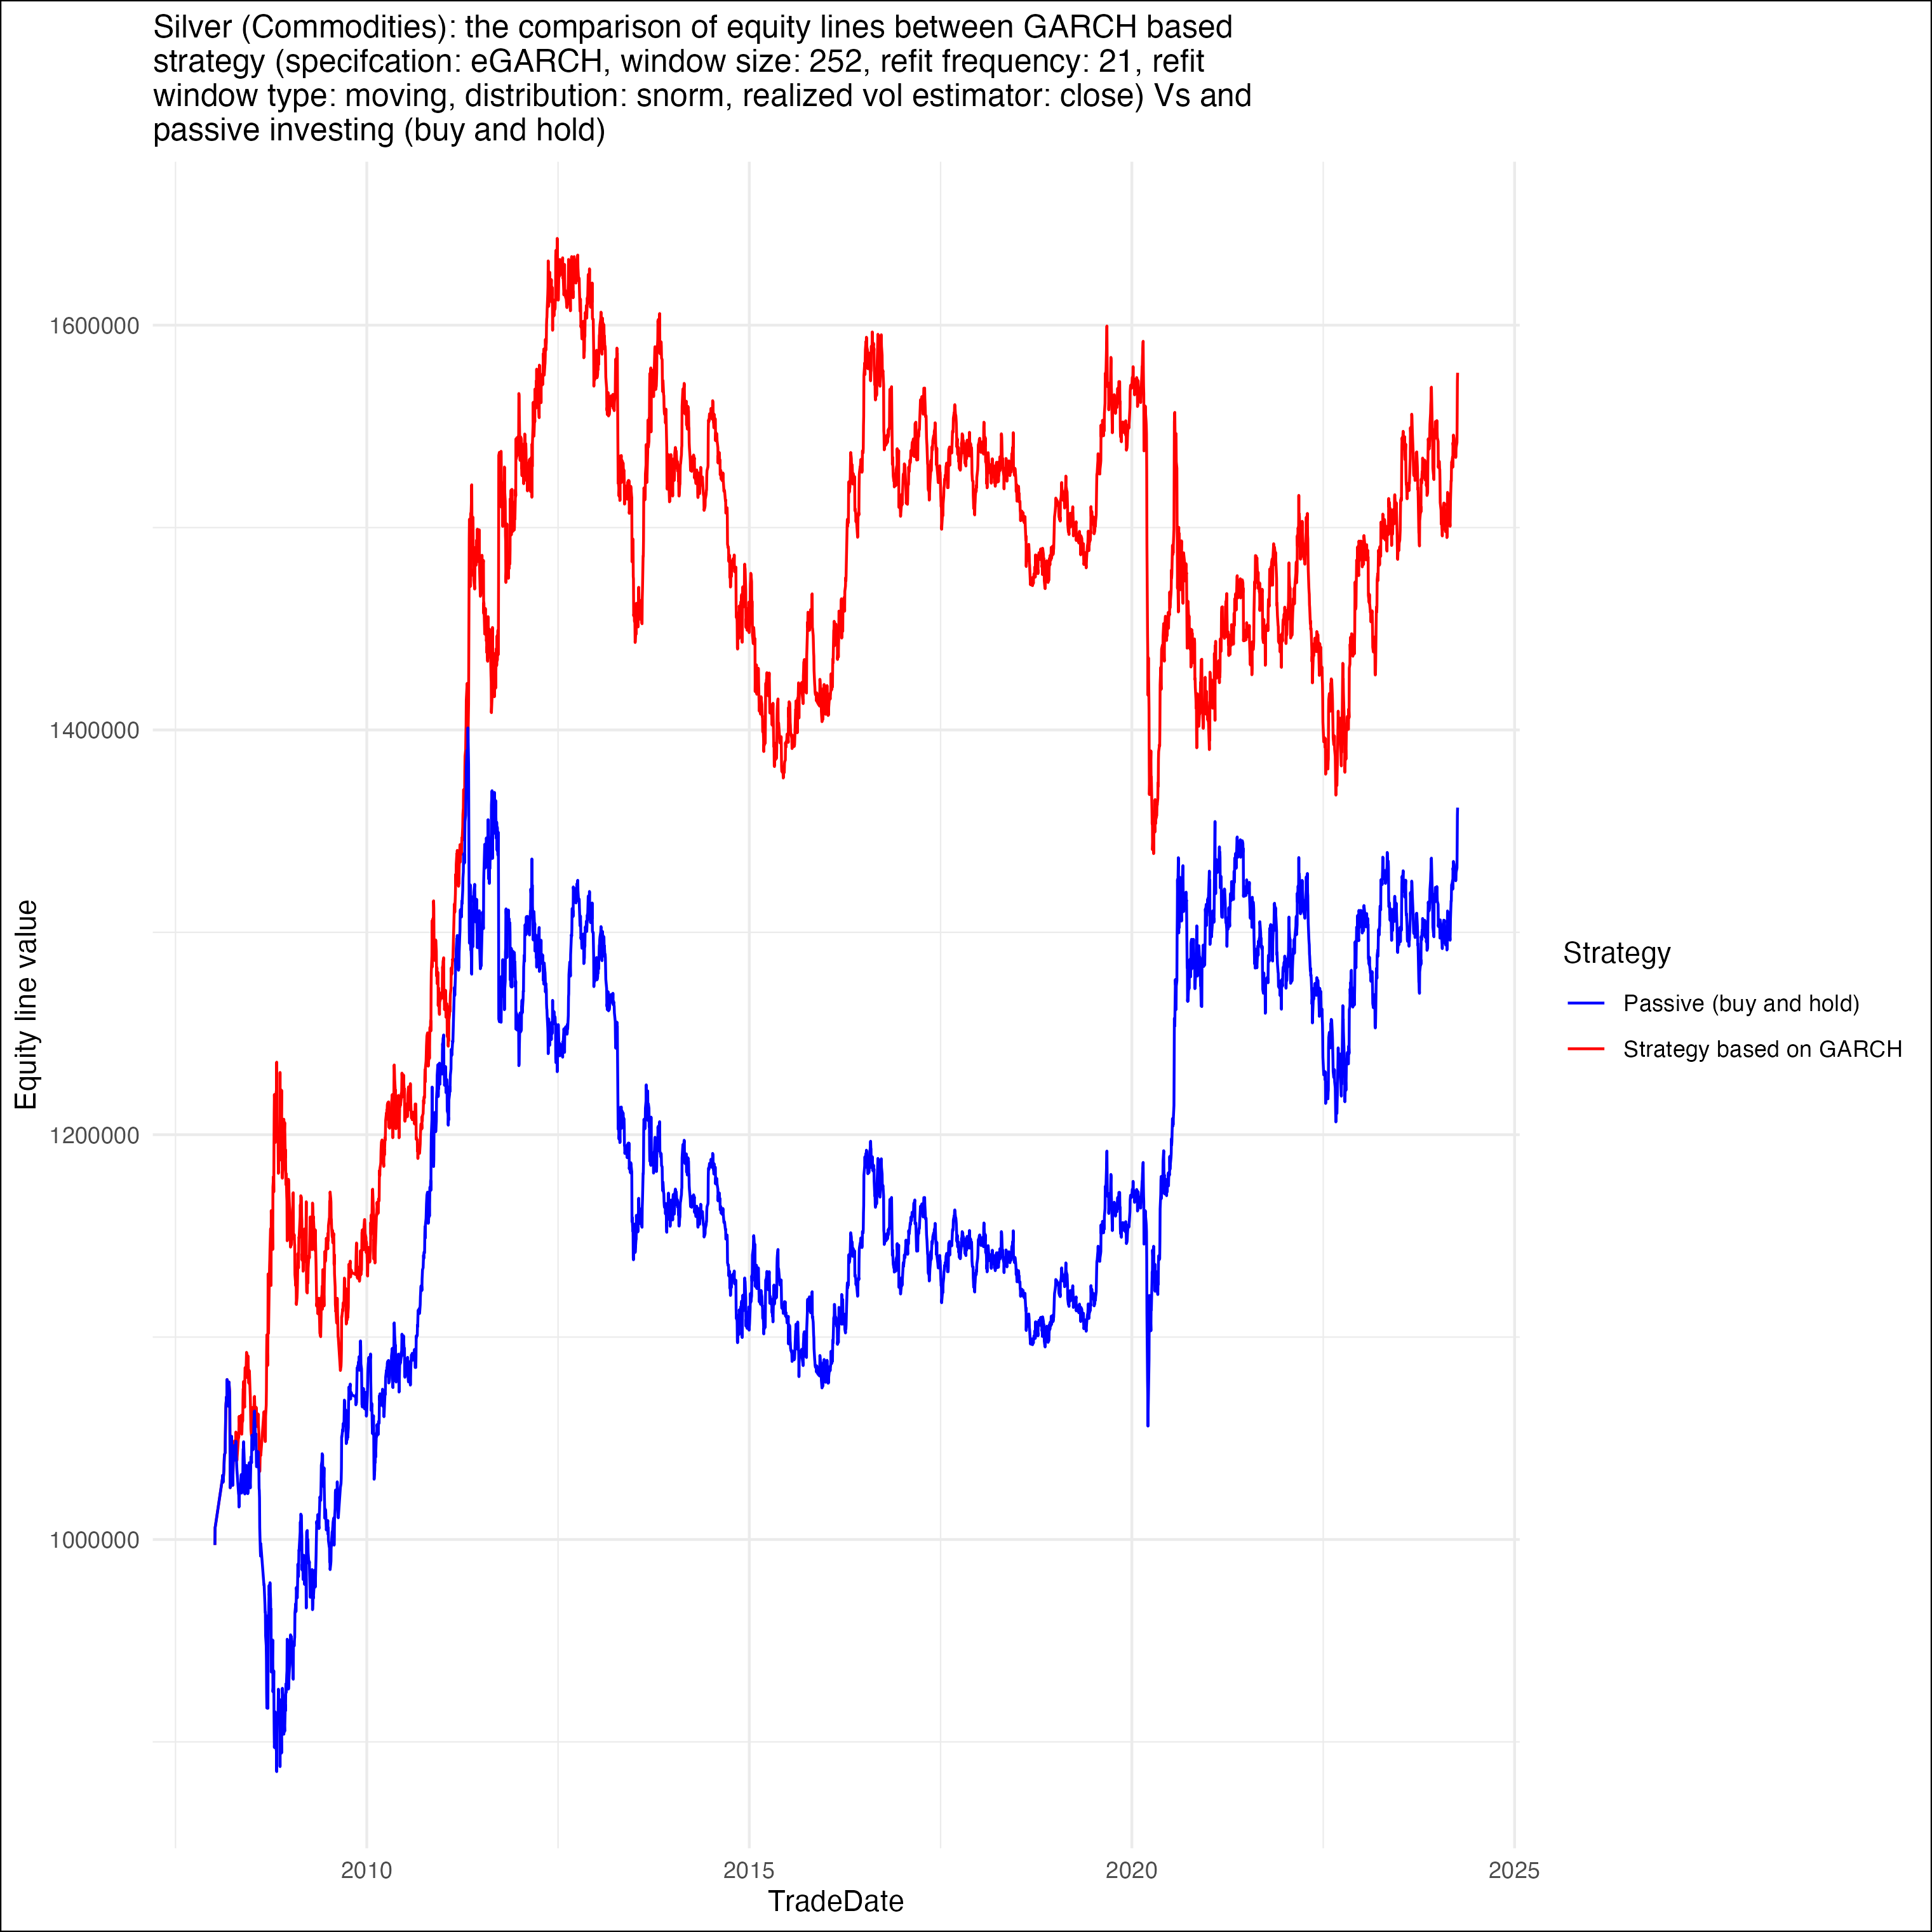 Silver (Commodities): the comparison of equity lines between GARCH based
strategy (specifcation: eGARCH, window size: 252, refit frequency: 21, refit
window type: moving, distribution: snorm, realized vol estimator: close) Vs and
passive investing (buy and hold)
1600000
1400000
1200000
1000000
Equity line value
2010
2015
2020
2025
TradeDate
Strategy
Passive (buy and hold)
Strategy based on GARCH